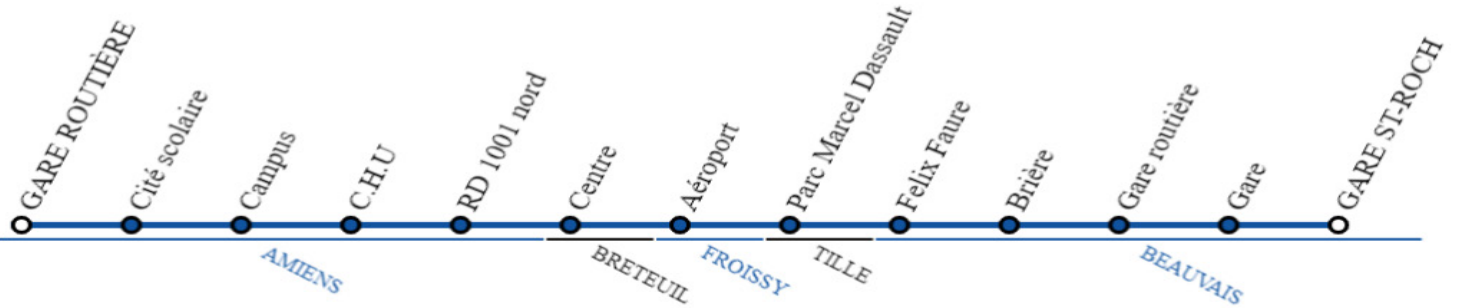 GARE ROUTIÈRE
Cité scolaire
Campus
C.H.U
RD 1001 nord
Centre
Aéroport
Parc Marcel Dassault
Felix Faure
Brière
Gare routière
Gare
GARE ST-ROCH
AMIENS
BRETEUIL
FROISSY
TILLE
BEAUVAIS